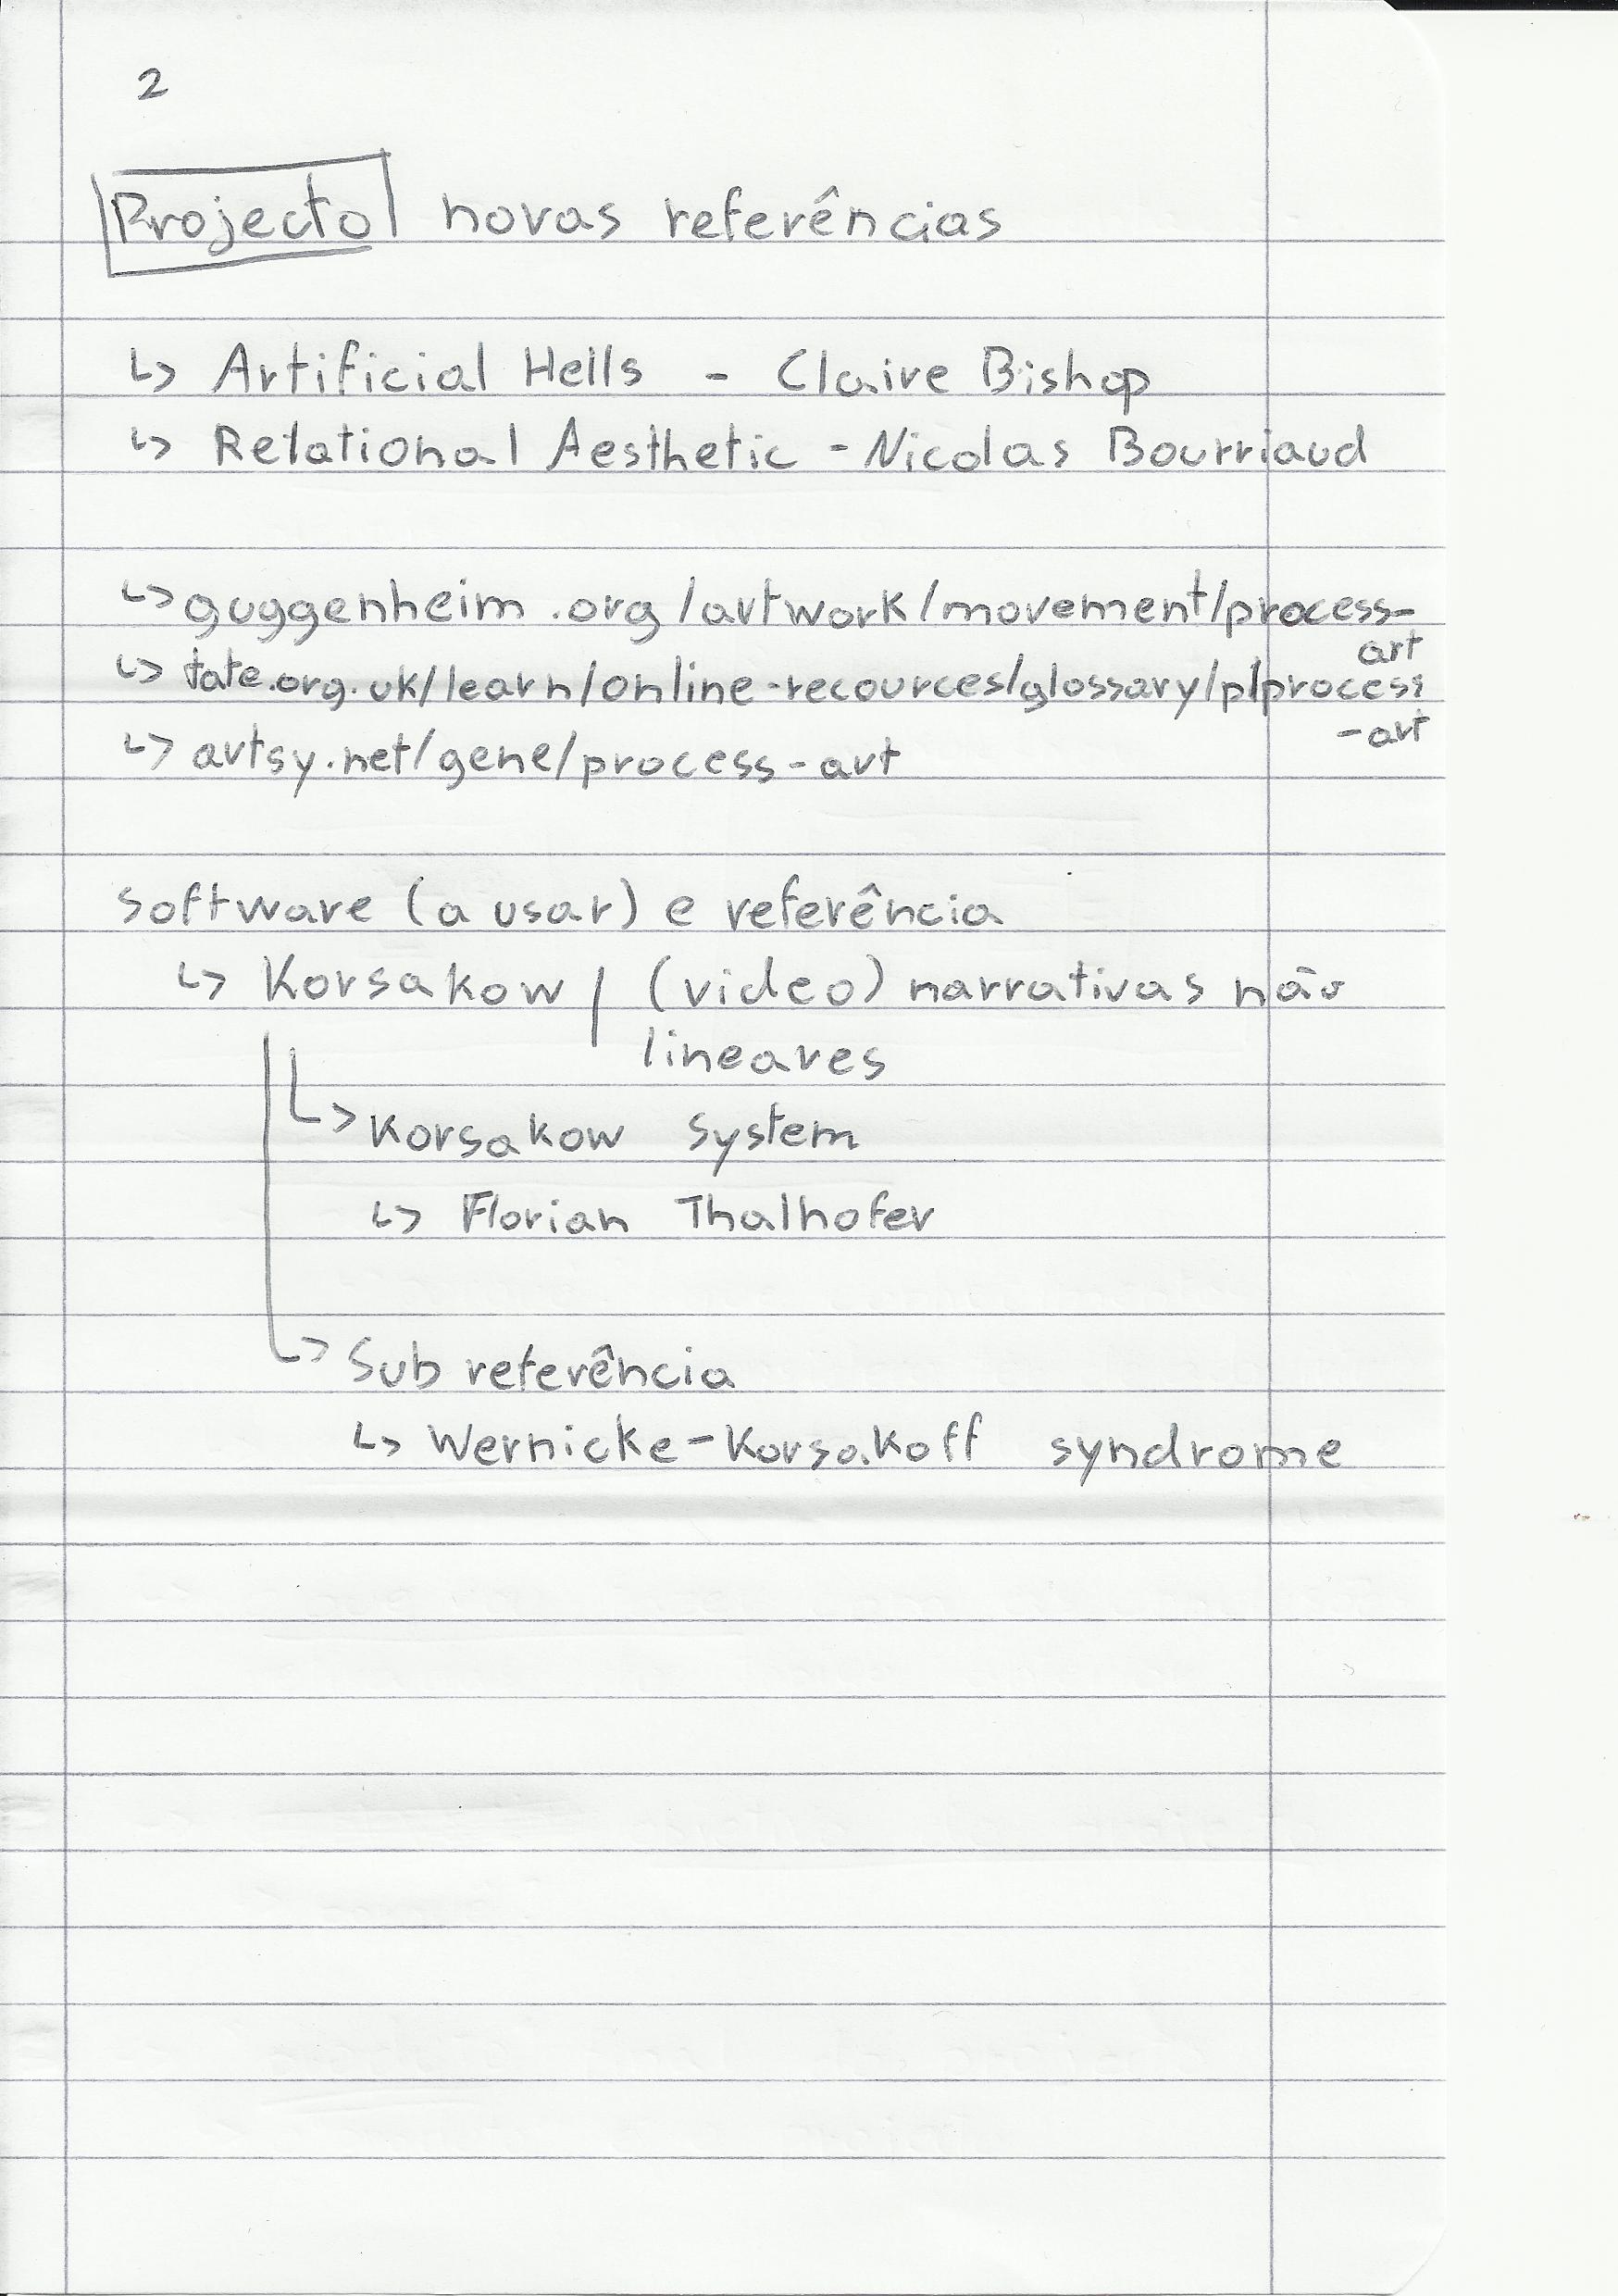 2
Projecto novas referências
↳ Artificial Hells - Claire Bishop
↳ Relational Aesthetic - Nicolas Bourriaud
↳ guggenheim.org/artwork/movement/process-
art
↳ tate.org.uk/learn/online-recources/glossary/p/process
-art
↳ artsy.net/gene/process-art
Software (a usar) e referência
↳ Korsakow | (video) narrativas não
lineares
↳ Korsakow System
↳ Florian Thalhofer
↳ Sub referência
↳ Wernicke-Korsakoff syndrome